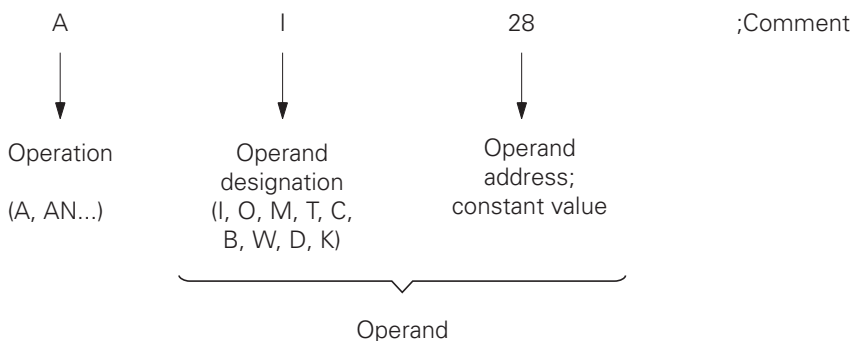 A I 28 ;Comment
Operation
(A, AN...)
Operand
designation
(I, O, M, T, C,
B, W, D, K)
Operand
address;
constant value
Operand